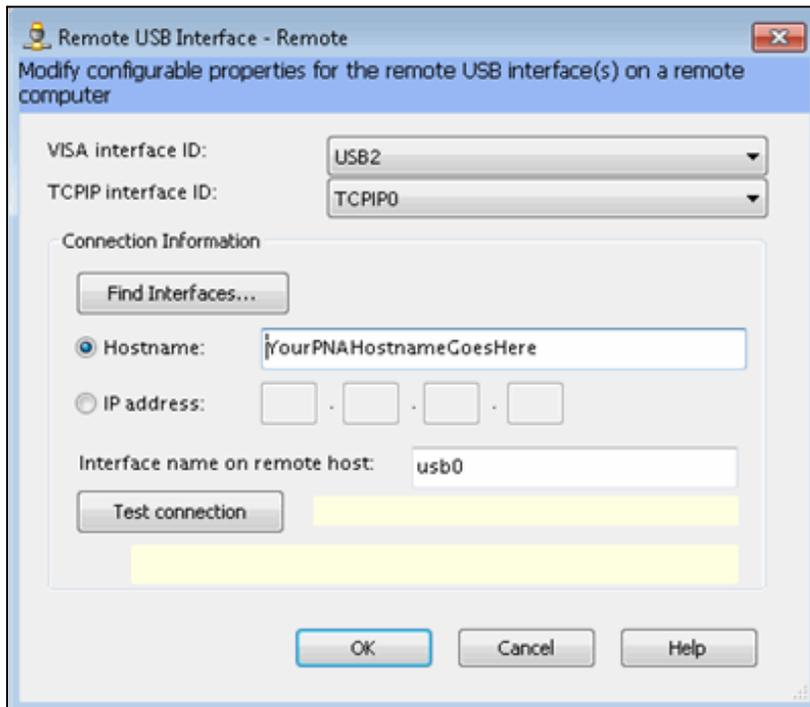 Remote USB Interface - Remote
Modify configurable properties for the remote USB interface(s) on a remote
computer
VISA interface ID: USB2
TCPIP interface ID: TCPIP0
Connection Information
Find Interfaces...
Hostname: YourPNAHostnameGoesHere
IP address: . . .
Interface name on remote host: usb0
Test connection
OK Cancel Help